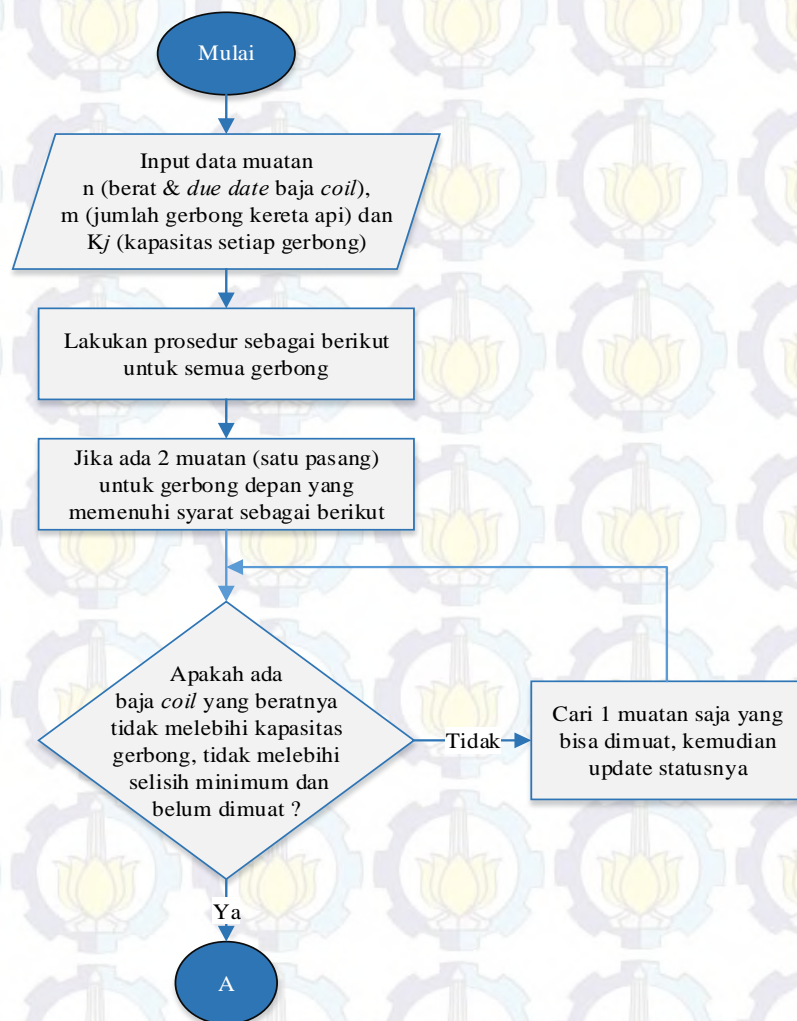 Mulai
Input data muatan
n (berat & due date baja coil),
m (jumlah gerbong kereta api) dan
Kj (kapasitas setiap gerbong)
Lakukan prosedur sebagai berikut
untuk semua gerbong
Jika ada 2 muatan (satu pasang)
untuk gerbong depan yang
memenuhi syarat sebagai berikut
Apakah ada
baja coil yang beratnya
tidak melebihi kapasitas
gerbong, tidak melebihi
selisih minimum dan
belum dimuat ?
Tidak
Cari 1 muatan saja yang
bisa dimuat, kemudian
update statusnya
Ya
A